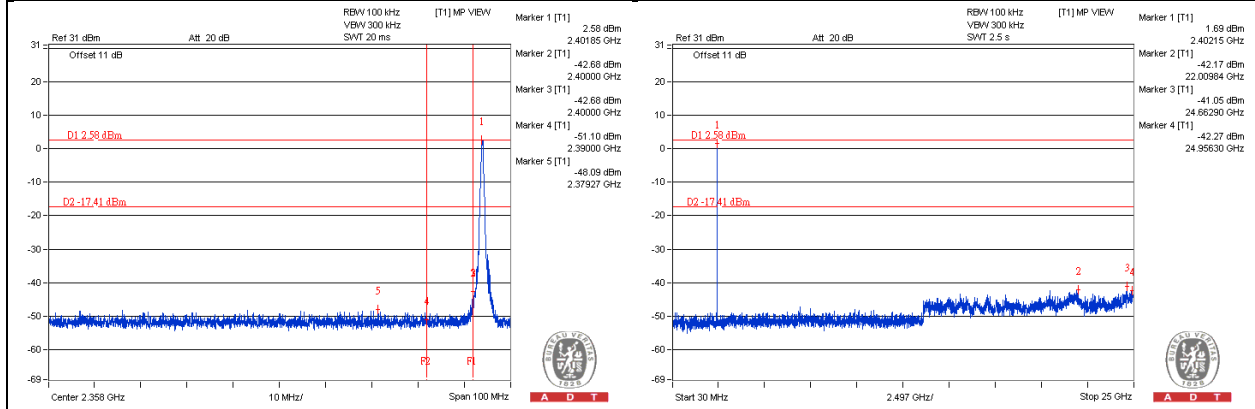 RBW 100 kHz
[T1] MP VIEW
VBW 300 kHz
Ref 31 dBm
Att 20 dB
SWT 20 ms
Marker 1 [T1]
2.58 dBm
2.40185 GHz
Marker 2 [T1]
-42.68 dBm
2.40000 GHz
Marker 3 [T1]
-42.68 dBm
2.40000 GHz
Marker 4 [T1]
-51.10 dBm
2.39000 GHz
Marker 5 [T1]
-48.09 dBm
2.37927 GHz
31
Offset 11 dB
20
10
1
D1 2.58 dBm
0
-10
D2 -17.41 dBm
-20
-30
-40
5
4
-50
-60
F2
F1
-69
Center 2.358 GHz
10 MHz/
Span 100 MHz
BUREAU VERITAS
1828
A D T
RBW 100 kHz
[T1] MP VIEW
VBW 300 kHz
Ref 31 dBm
Att 20 dB
SWT 2.5 s
Marker 1 [T1]
1.69 dBm
2.40215 GHz
Marker 2 [T1]
-42.17 dBm
22.00984 GHz
Marker 3 [T1]
-41.05 dBm
24.66290 GHz
Marker 4 [T1]
-42.27 dBm
24.95630 GHz
31
Offset 11 dB
20
10
1
D1 2.58 dBm
0
-10
D2 -17.41 dBm
-20
-30
2
3
4
-40
-50
-60
-69
Start 30 MHz
2.497 GHz/
Stop 25 GHz
BUREAU VERITAS
1828
A D T